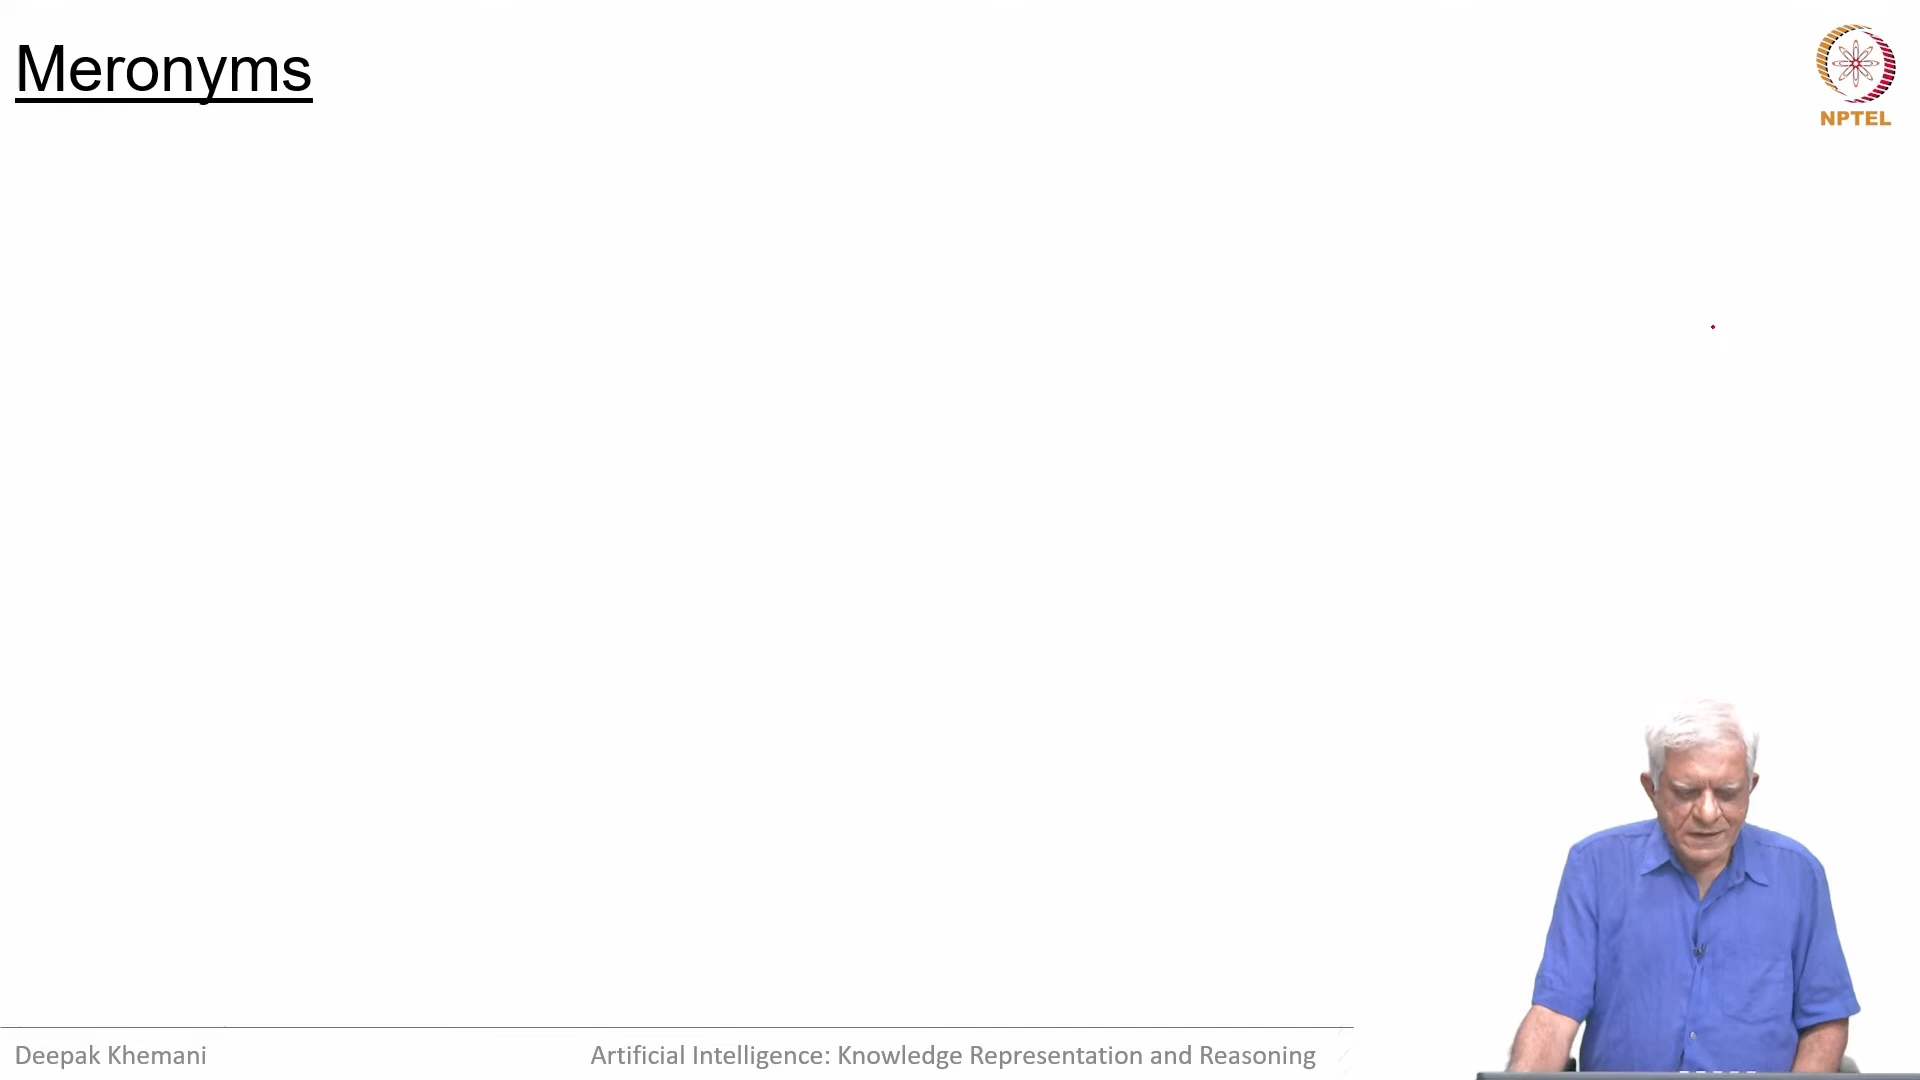 Meronyms
NPTEL
Deepak Khemani
Artificial Intelligence: Knowledge Representation and Reasoning